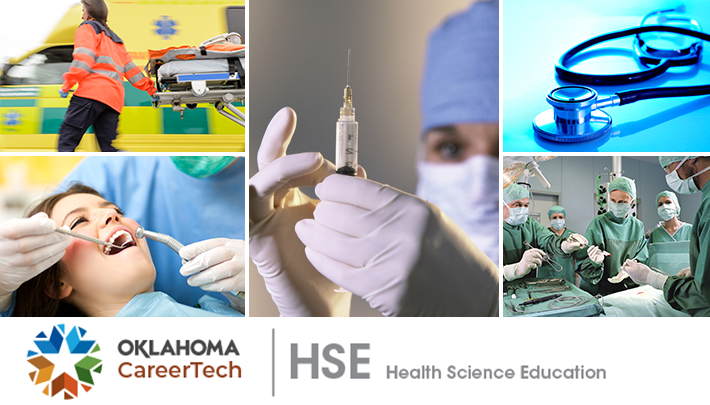 OKLAHOMA
CareerTech
HSE Health Science Education